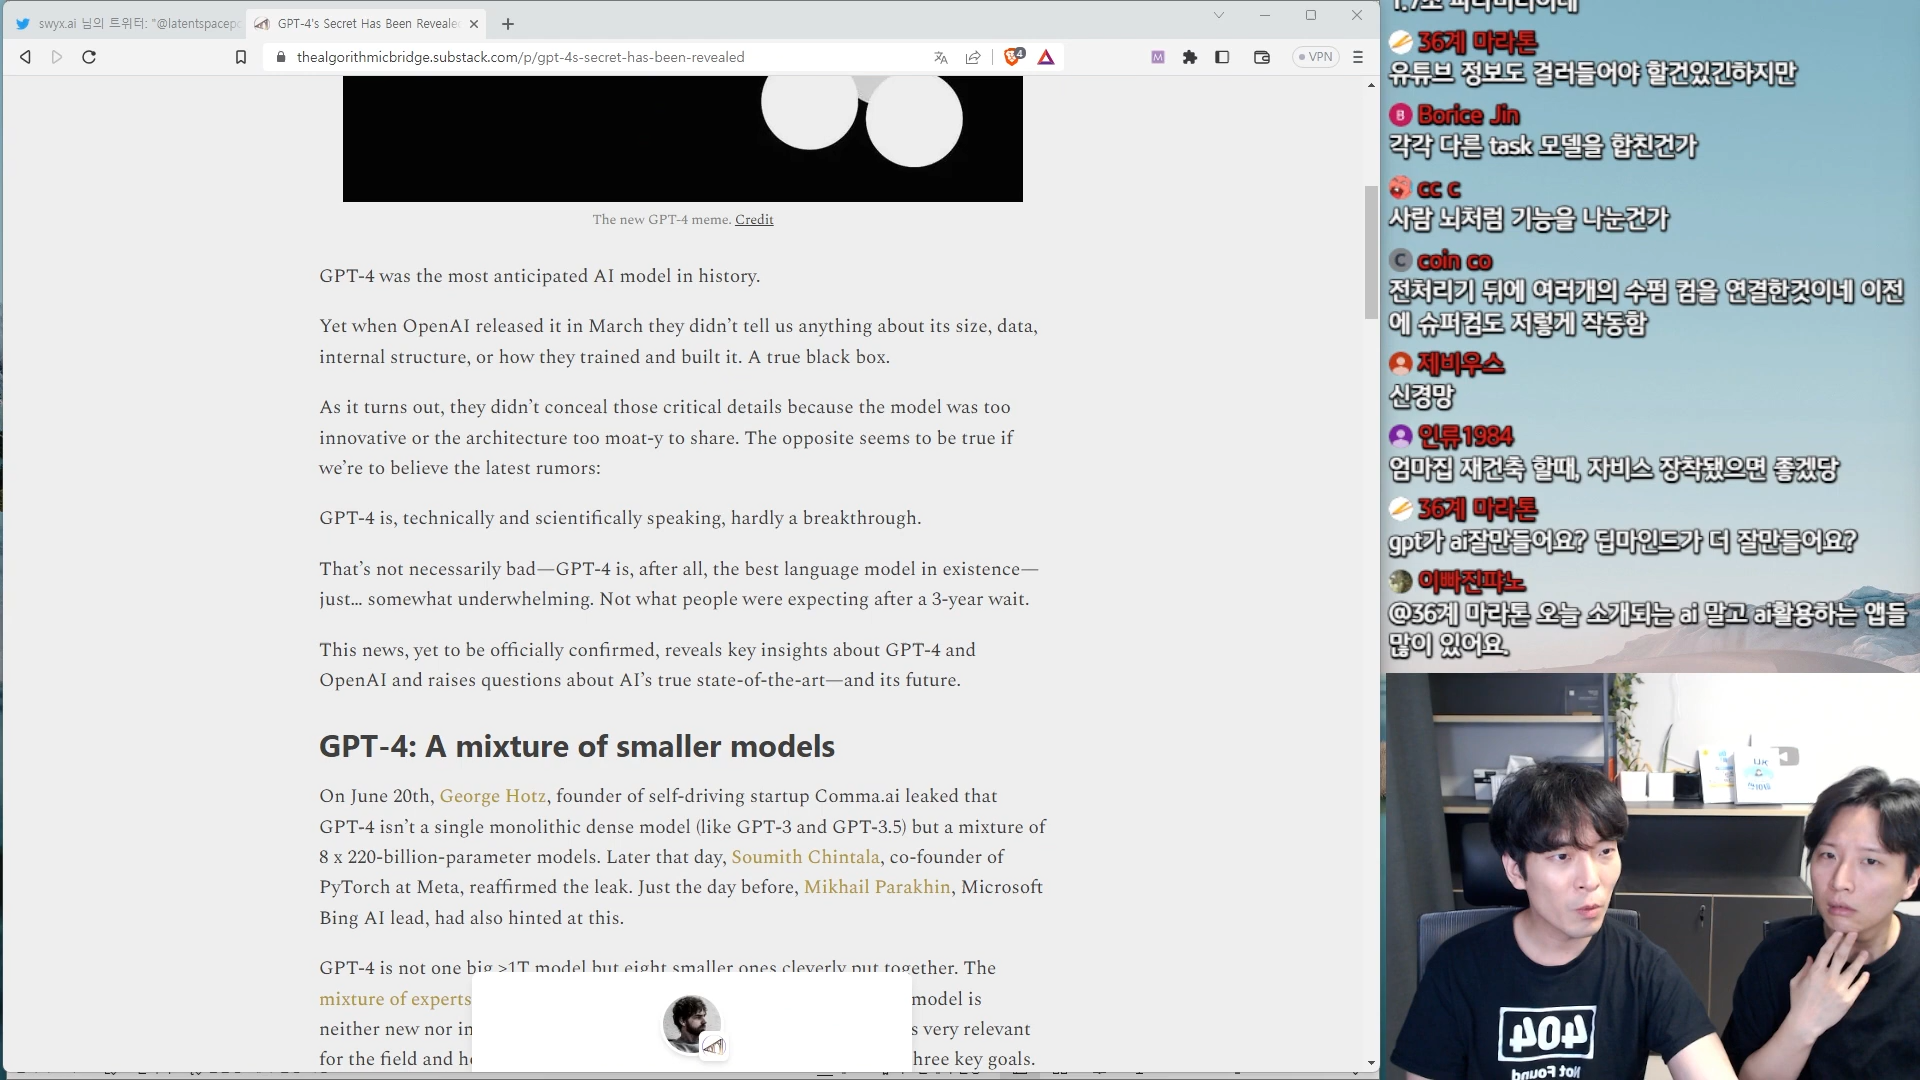 swyx.ai 님의 트위터: "@latentspacepo
GPT-4's Secret Has Been Reveale
thealgorithmicbridge.substack.com/p/gpt-4s-secret-has-been-revealed
4
M
VPN
The new GPT-4 meme. Credit
GPT-4 was the most anticipated AI model in history.
Yet when OpenAI released it in March they didn’t tell us anything about its size, data,
internal structure, or how they trained and built it. A true black box.
As it turns out, they didn’t conceal those critical details because the model was too
innovative or the architecture too moat-y to share. The opposite seems to be true if
we’re to believe the latest rumors:
GPT-4 is, technically and scientifically speaking, hardly a breakthrough.
That’s not necessarily bad—GPT-4 is, after all, the best language model in existence—
just… somewhat underwhelming. Not what people were expecting after a 3-year wait.
This news, yet to be officially confirmed, reveals key insights about GPT-4 and
OpenAI and raises questions about AI’s true state-of-the-art—and its future.
GPT-4: A mixture of smaller models
On June 20th, George Hotz, founder of self-driving startup Comma.ai leaked that
GPT-4 isn’t a single monolithic dense model (like GPT-3 and GPT-3.5) but a mixture of
8 x 220-billion-parameter models. Later that day, Soumith Chintala, co-founder of
PyTorch at Meta, reaffirmed the leak. Just the day before, Mikhail Parakhin, Microsoft
Bing AI lead, had also hinted at this.
GPT-4 is not one big >1T model but eight smaller ones cleverly put together. The
mixture of experts model is
neither new nor in s very relevant
for the field and h hree key goals.
36계 마라톤
유튜브 정보도 걸러들어야 할건있긴하지만
B Borice Jin
각각 다른 task 모델을 합친건가
cc c
사람 뇌처럼 기능을 나눈건가
C coin co
전처리기 뒤에 여러개의 수펌 컴을 연결한것이네 이전
에 슈퍼컴도 저렇게 작동함
제비우스
신경망
인류1984
엄마집 재건축 할때, 자비스 장착됐으면 좋겠당
36계 마라톤
gpt가 ai잘만들어요? 딥마인드가 더 잘만들어요?
이빠진퍄노
@36계 마라톤 오늘 소개되는 ai 말고 ai활용하는 앱들
많이 있어요.
404
Not Found